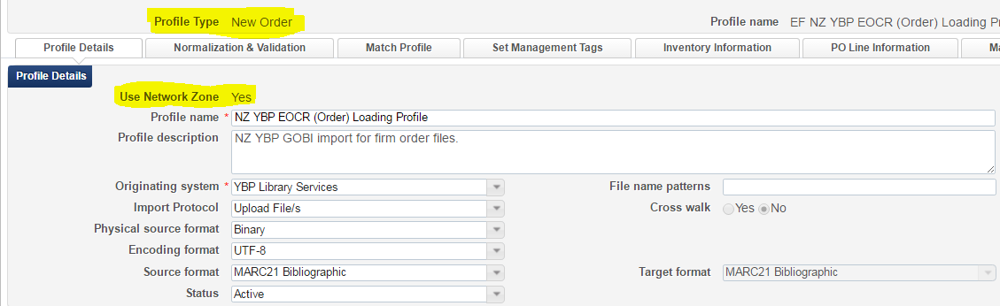 Profile Type New Order Profile name EF NZ YBP EOCR (Order) Loading
Profile Details Normalization & Validation Match Profile Set Management Tags Inventory Information PO Line Information
Profile Details
Use Network Zone Yes
Profile name * NZ YBP EOCR (Order) Loading Profile
Profile description NZ YBP GOBI import for firm order files.
Originating system * YBP Library Services File name patterns
Import Protocol Upload File/s Cross walk Yes No
Physical source format Binary
Encoding format UTF-8
Source format MARC21 Bibliographic Target format MARC21 Bibliographic
Status Active